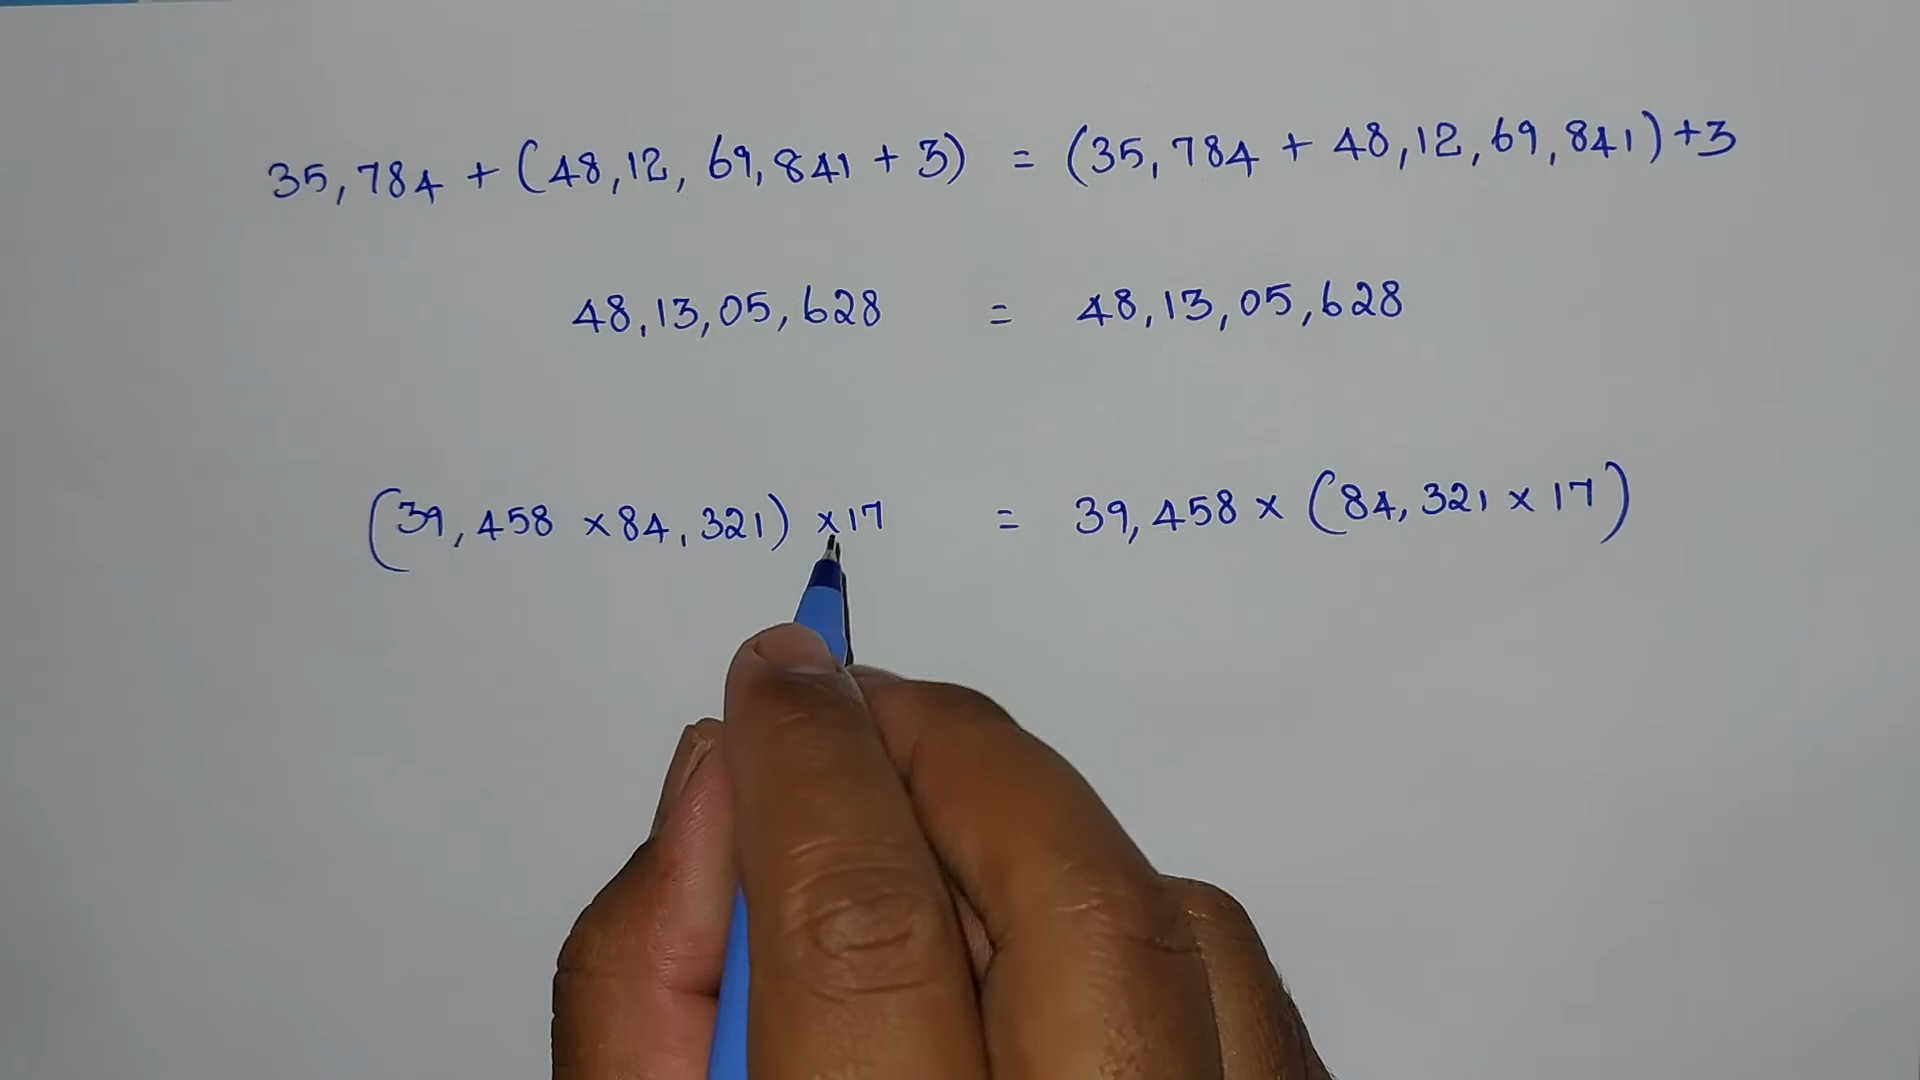 35,784 + (48,12, 69,841 + 3) = (35,784 + 48,12,69,841) + 3
48,13,05,628 = 48,13,05,628
(39,458 × 84,321) × 17 = 39,458 × (84,321 × 17)